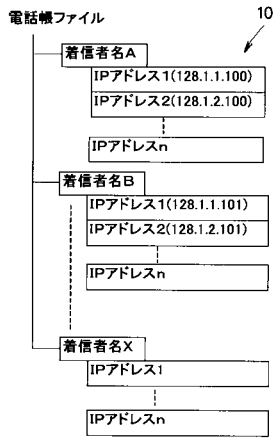 電話帳ファイル
10
着信者名A
IPアドレス1(128.1.1.100)
IPアドレス2(128.1.2.100)
IPアドレスn
着信者名B
IPアドレス1(128.1.1.101)
IPアドレス2(128.1.2.101)
IPアドレスn
着信者名X
IPアドレス1
IPアドレスn